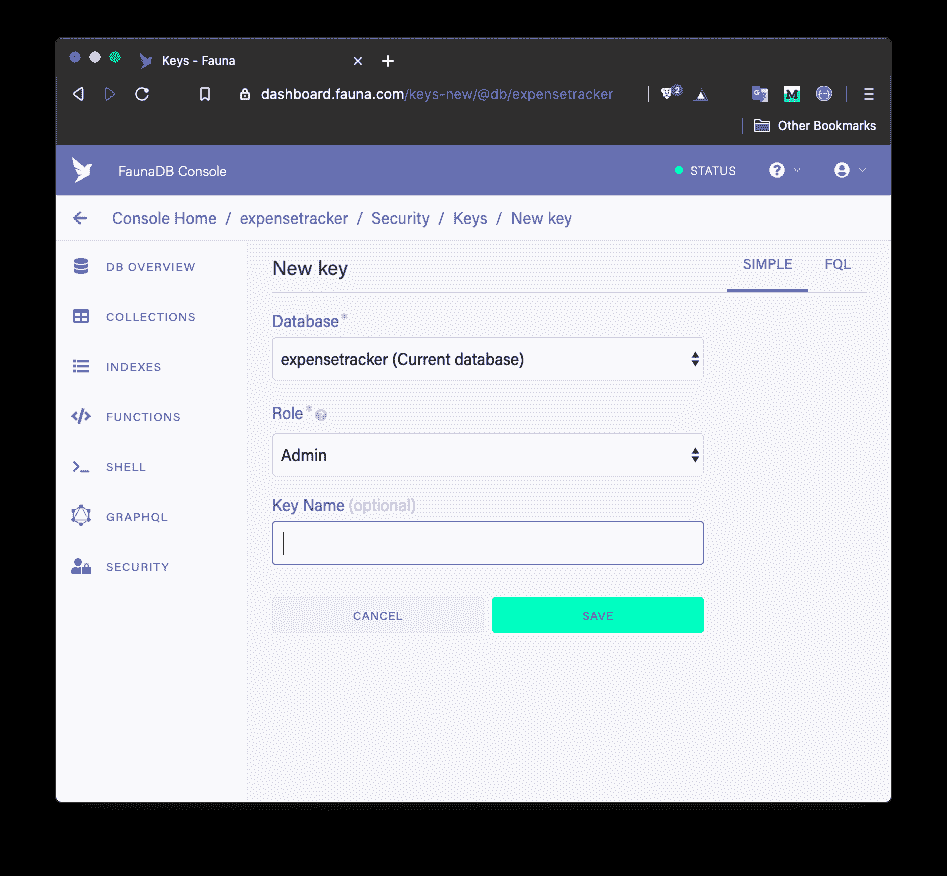 Keys - Fauna
dashboard.fauna.com/keys-new/@db/expensetracker
2
M
Other Bookmarks
FaunaDB Console
STATUS
?
Console Home / expensetracker / Security / Keys / New key
DB OVERVIEW
COLLECTIONS
INDEXES
FUNCTIONS
SHELL
GRAPHQL
SECURITY
New key
SIMPLE
FQL
Database *
expensetracker (Current database)
Role *
Admin
Key Name (optional)
CANCEL
SAVE